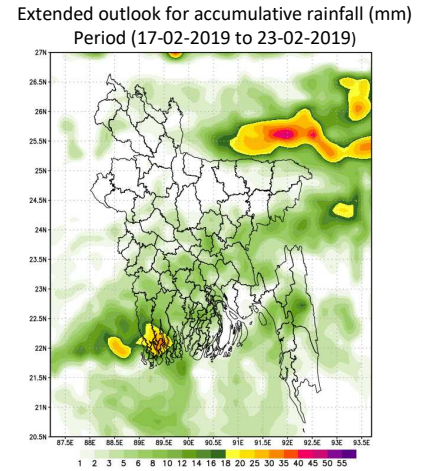 Extended outlook for accumulative rainfall (mm)
Period (17-02-2019 to 23-02-2019)
27N
26.5N
26N
25.5N
25N
24.5N
24N
23.5N
23N
22.5N
22N
21.5N
21N
20.5N
87.5E 88E 88.5E 89E 89.5E 90E 90.5E 91E 91.5E 92E 92.5E 93E 93.5E
1 2 3 5 6 8 10 12 14 16 18 20 25 30 35 40 45 50 55